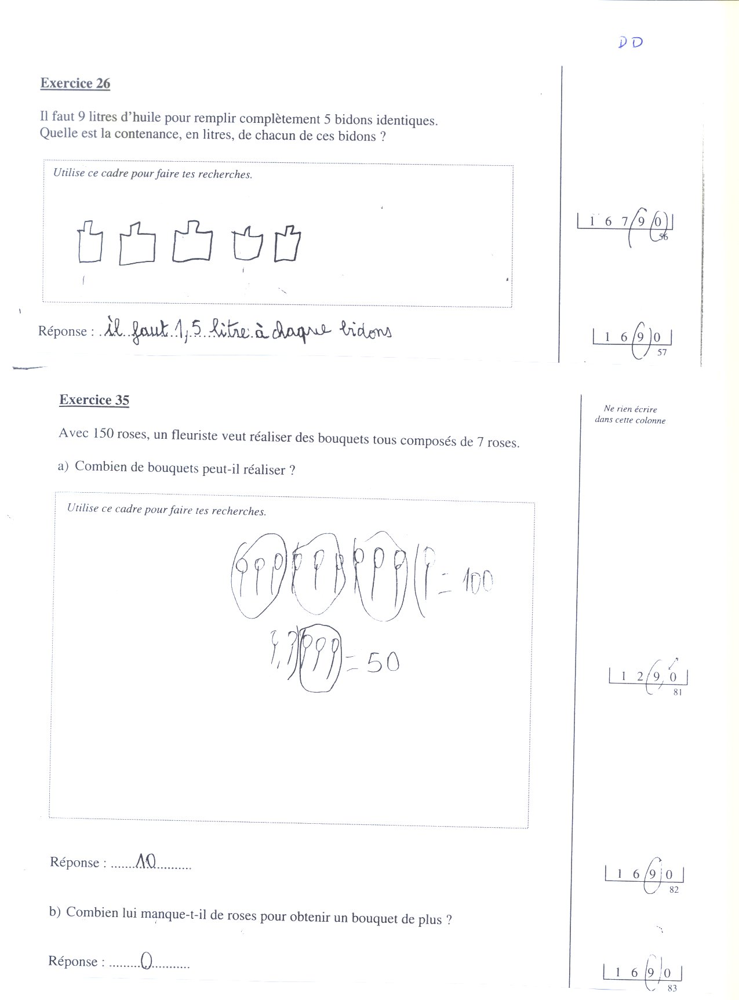 DD
Exercice 26
Il faut 9 litres d'huile pour remplir complètement 5 bidons identiques.
Quelle est la contenance, en litres, de chacun de ces bidons ?
Utilise ce cadre pour faire tes recherches.
1 6 7 9 0
56
Réponse : il faut 1,5 litre à chaque bidons
1 6 9 0
57
Exercice 35
Ne rien écrire
dans cette colonne
Avec 150 roses, un fleuriste veut réaliser des bouquets tous composés de 7 roses.
a) Combien de bouquets peut-il réaliser ?
Utilise ce cadre pour faire tes recherches.
= 100
= 50
1 2 9 0
81
Réponse : .......10..........
1 6 9 0
82
b) Combien lui manque-t-il de roses pour obtenir un bouquet de plus ?
Réponse : .........0...........
1 6 9 0
83